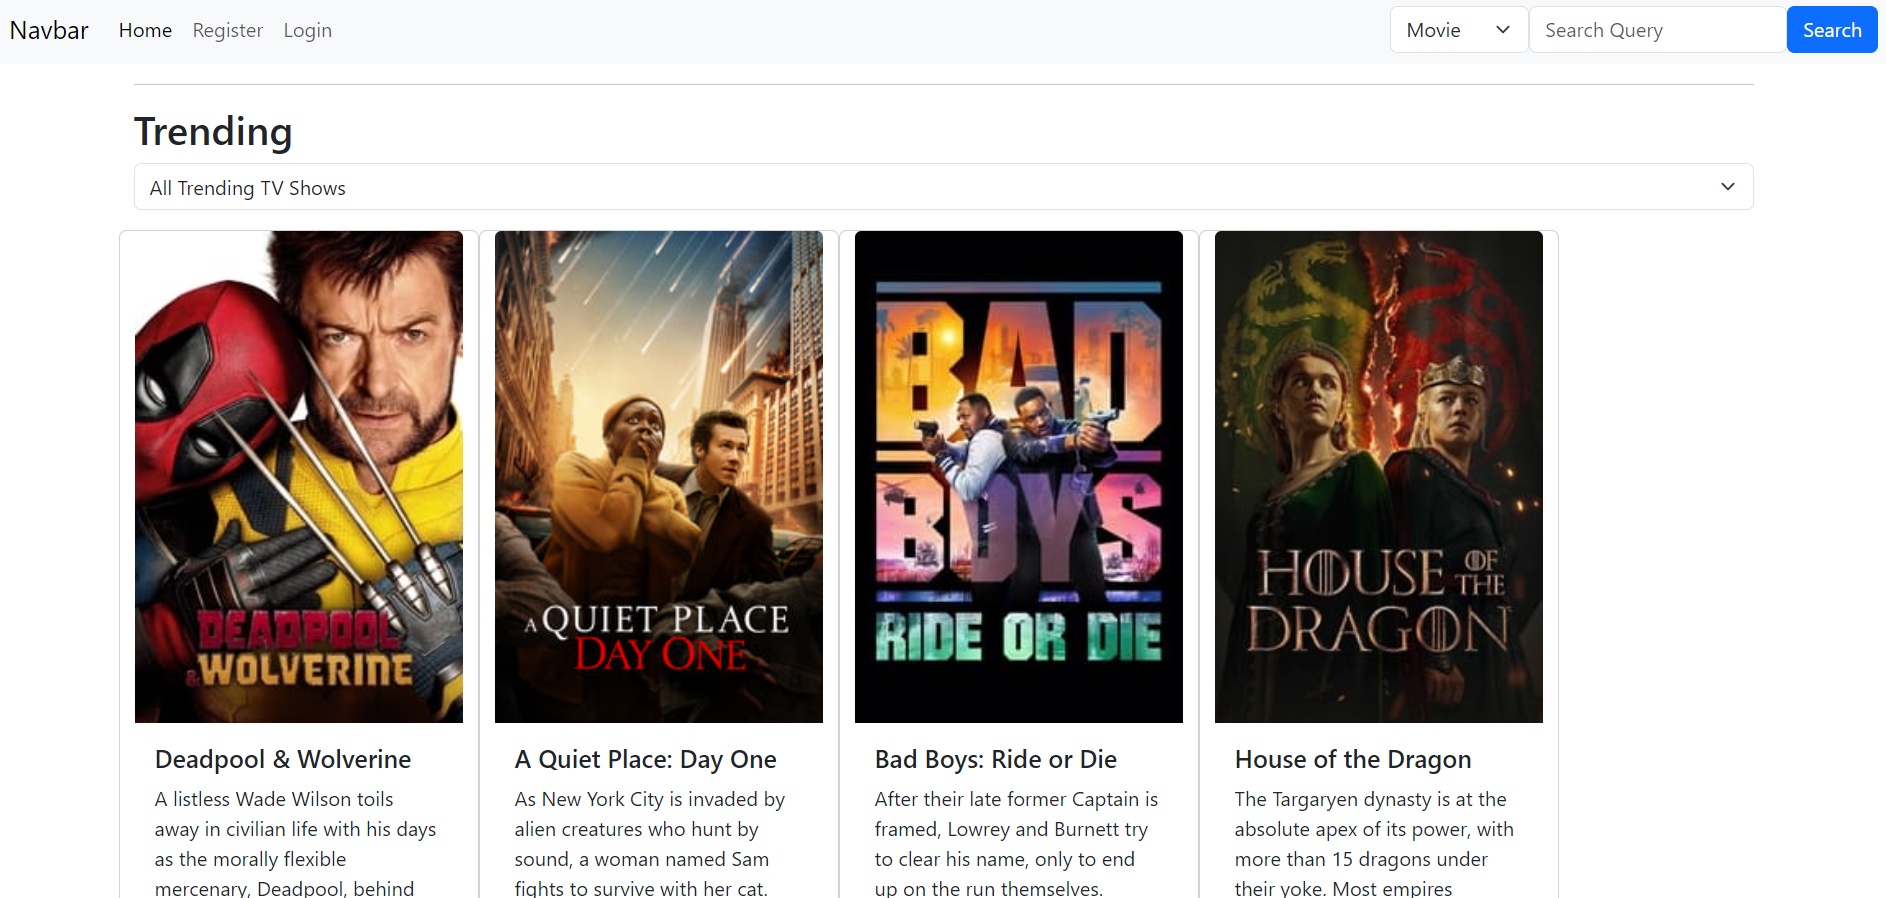 Navbar Home Register Login Movie Search Query Search
Trending
All Trending TV Shows
DEADPOOL
& WOLVERINE
A QUIET PLACE
DAY ONE
BAD
BOYS
RIDE OR DIE
HOUSE OF THE
DRAGON
Deadpool & Wolverine
A listless Wade Wilson toils
away in civilian life with his days
as the morally flexible
mercenary, Deadpool, behind
A Quiet Place: Day One
As New York City is invaded by
alien creatures who hunt by
sound, a woman named Sam
fights to survive with her cat.
Bad Boys: Ride or Die
After their late former Captain is
framed, Lowrey and Burnett try
to clear his name, only to end
up on the run themselves.
House of the Dragon
The Targaryen dynasty is at the
absolute apex of its power, with
more than 15 dragons under
their yoke. Most empires